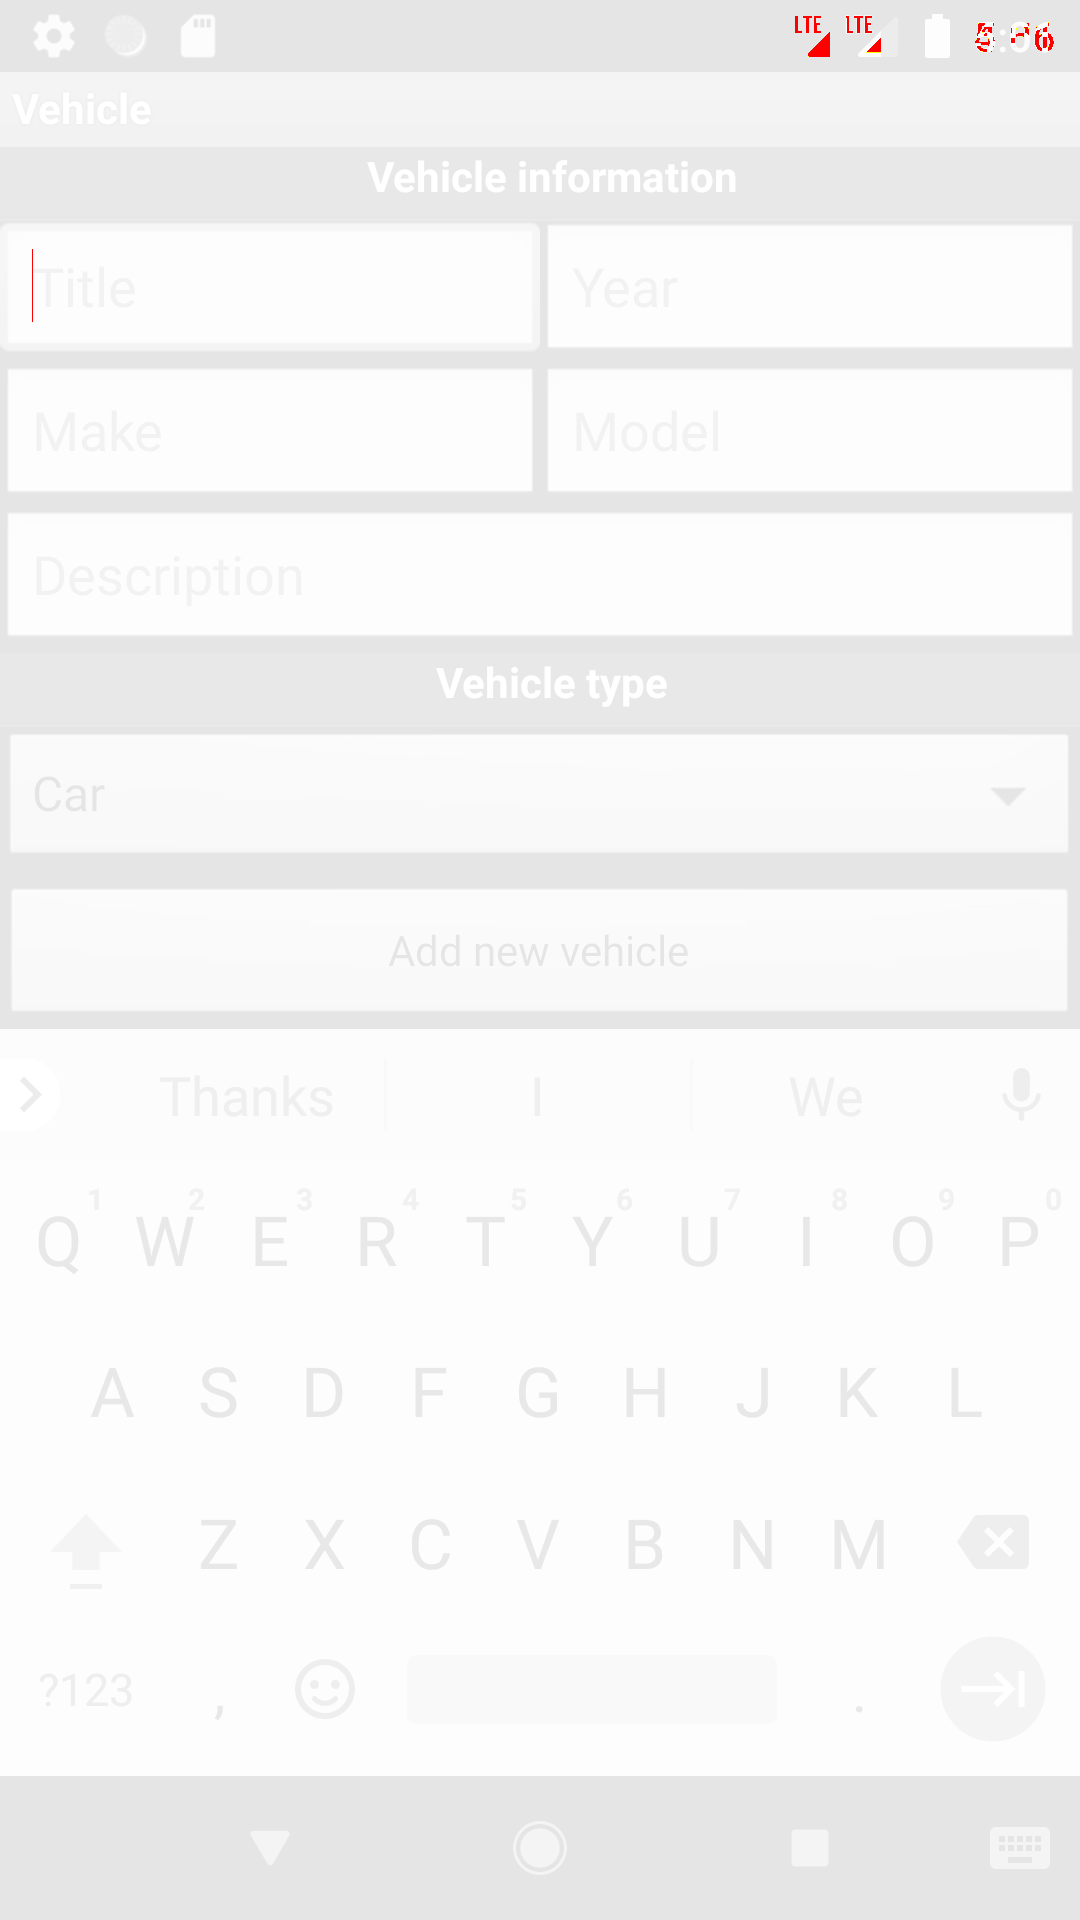 LTE LTE
Vehicle
Vehicle information
Title Year
Make Model
Description
Vehicle type
Car
Add new vehicle
Thanks I We
1 2 3 4 5 6 7 8 9 0
Q W E R T Y U I O P
A S D F G H J K L
Z X C V B N M
?123 , .